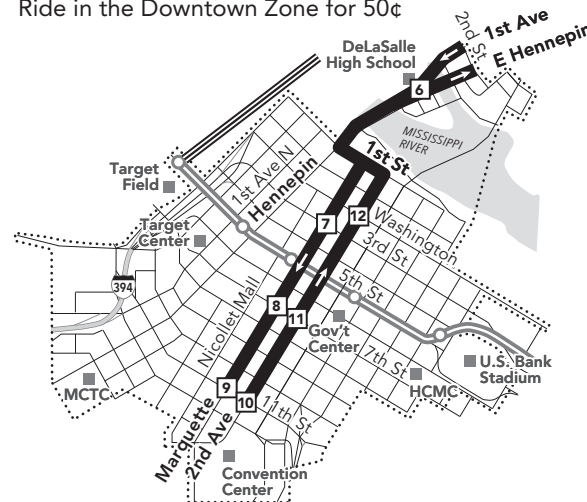 Ride in the Downtown Zone for 50¢
2nd St
1st Ave
E Hennepin
DeLaSalle
High School
6
MISSISSIPPI
RIVER
1st St
Target
Field
1st Ave N
Hennepin
7
12
Washington
3rd St
Target
Center
394
5th St
Nicollet Mall
8
11
Gov't
Center
7th St
U.S. Bank
Stadium
HCMC
MCTC
9
10
11th St
Marquette
2nd Ave
Convention
Center